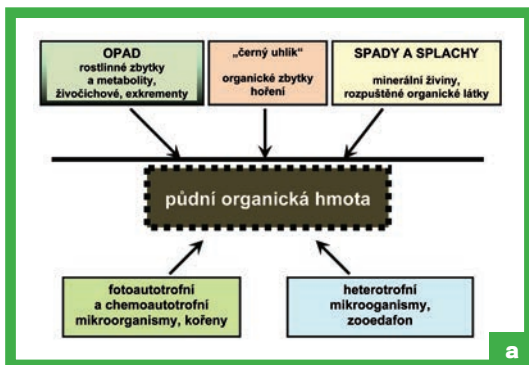 OPAD
rostlinné zbytky
a metabolity,
živočichové, exkrementy
„černý uhlík“
organické zbytky
hoření
SPADY A SPLACHY
minerální živiny,
rozpuštěné organické látky
půdní organická hmota
fotoautotrofní
a chemoautotrofní
mikroorganismy, kořeny
heterotrofní
mikrooganismy,
zooedafon
a